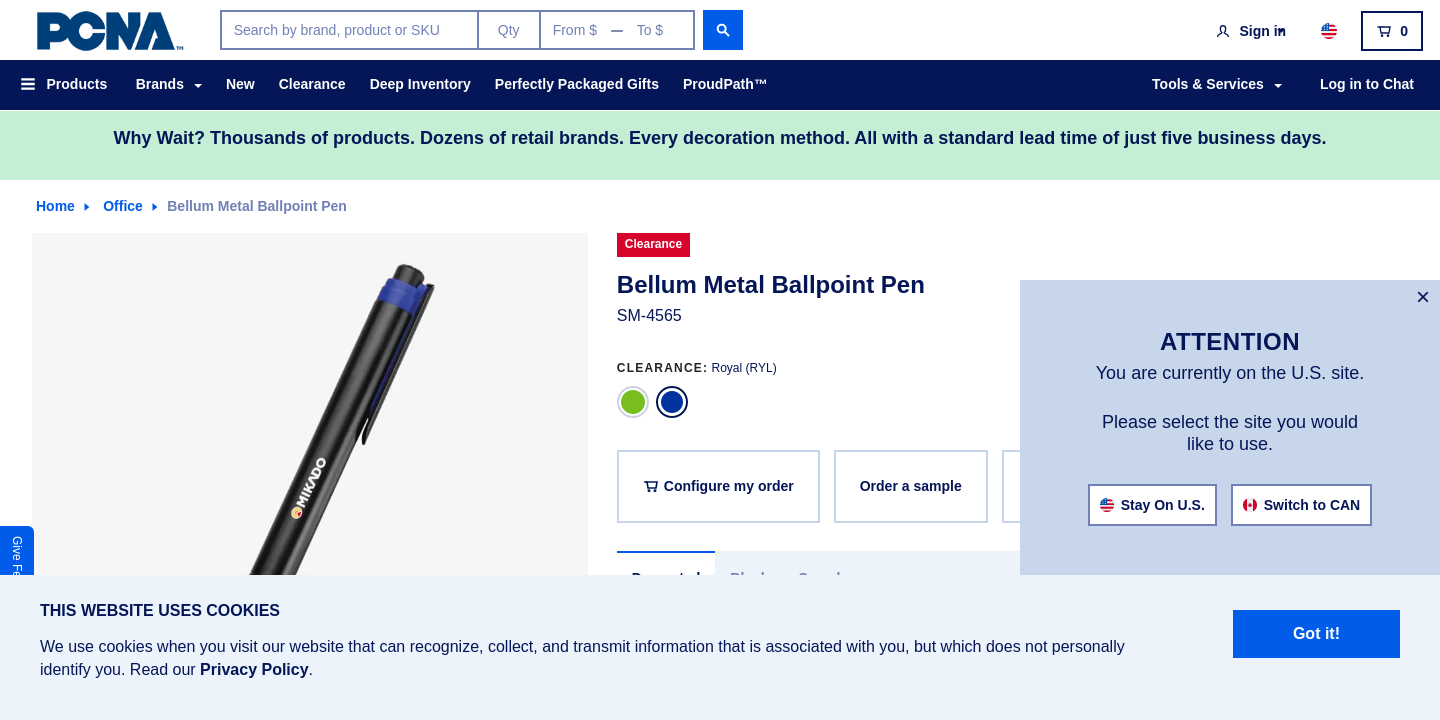 PCNA™
Search by brand, product or SKU
Qty
From $ — To $
Sign in
0
Products
Brands
New
Clearance
Deep Inventory
Perfectly Packaged Gifts
ProudPath™
Tools & Services
Log in to Chat
Why Wait? Thousands of products. Dozens of retail brands. Every decoration method. All with a standard lead time of just five business days.
Home
Office
Bellum Metal Ballpoint Pen
MIKADO
Clearance
Bellum Metal Ballpoint Pen
SM-4565
CLEARANCE: Royal (RYL)
Configure my order
Order a sample
×
ATTENTION
You are currently on the U.S. site.
Please select the site you would
like to use.
Stay On U.S.
Switch to CAN
Give
THIS WEBSITE USES COOKIES
We use cookies when you visit our website that can recognize, collect, and transmit information that is associated with you, but which does not personally
identify you. Read our Privacy Policy.
Got it!